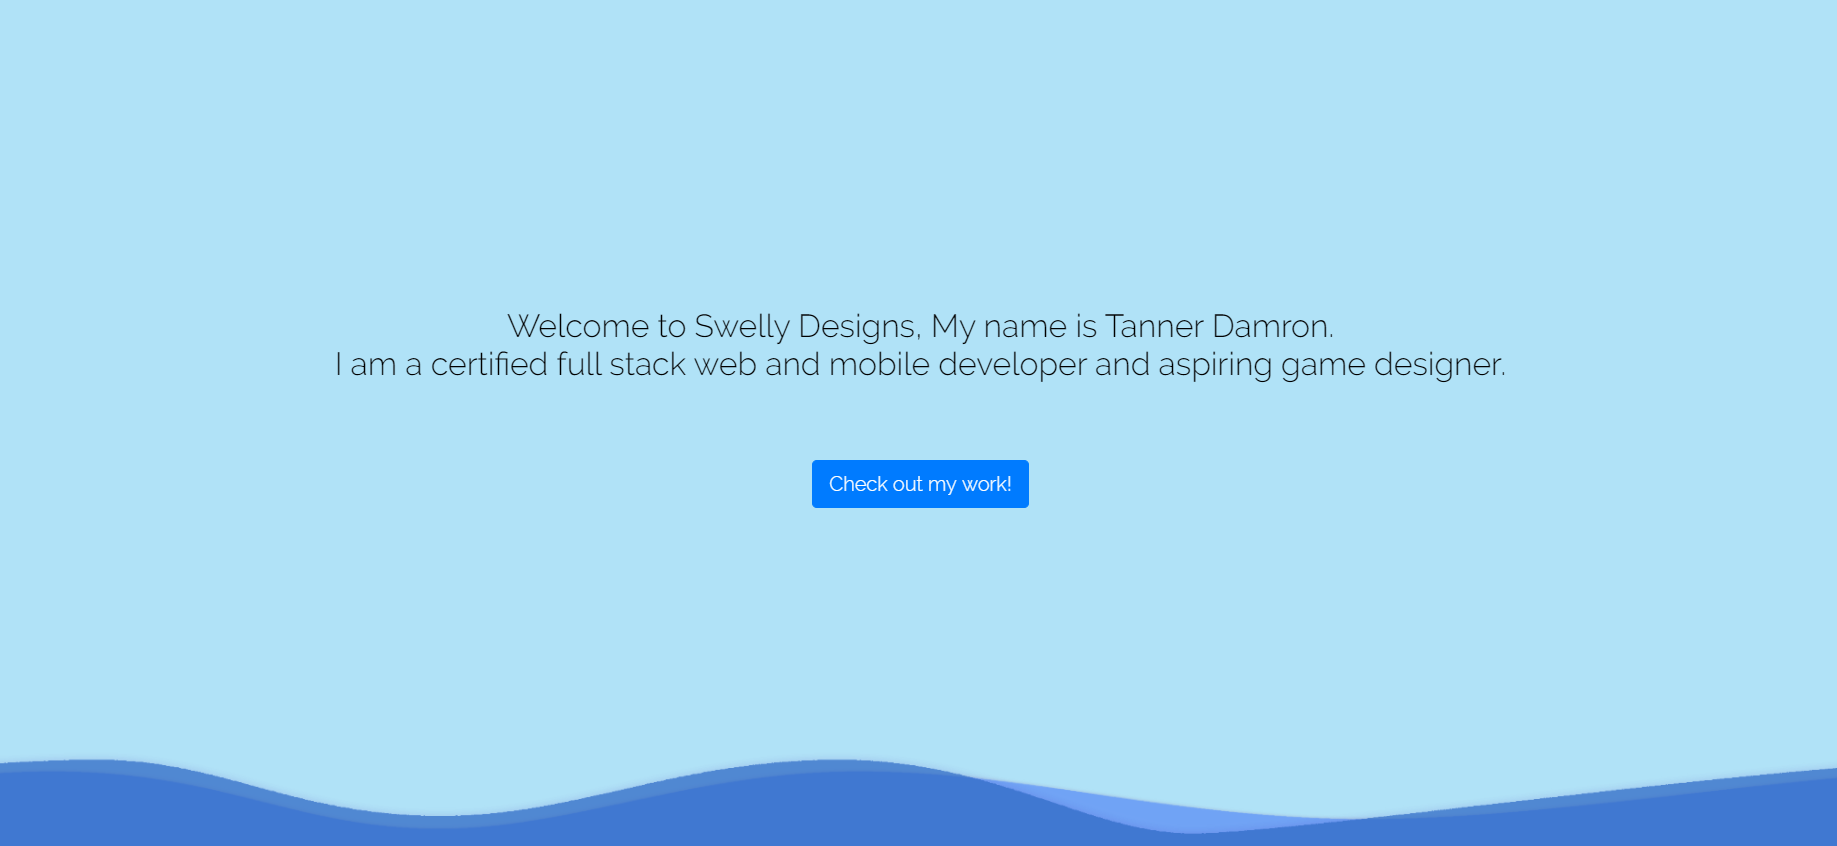 Welcome to Swelly Designs, My name is Tanner Damron.
I am a certified full stack web and mobile developer and aspiring game designer.
Check out my work!